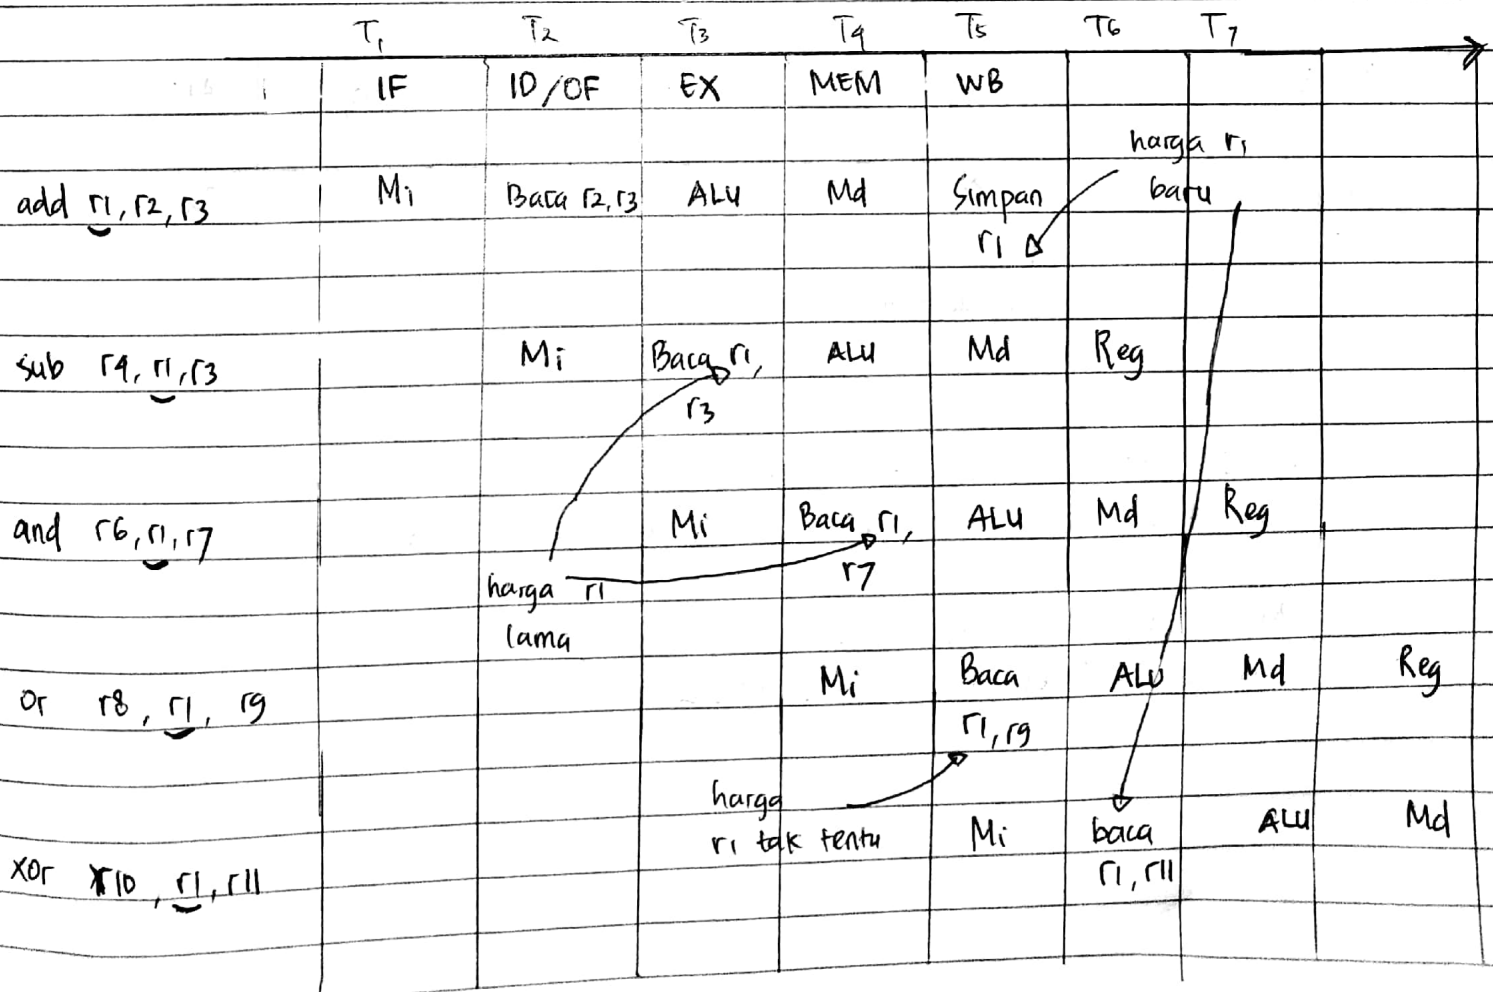 T1 T2 T3 T4 T5 T6 T7
IF ID/OF EX MEM WB
harga r1
baru
add r1, r2, r3 Mi Baca r2, r3 ALU Md Simpan
r1
sub r4, r1, r3 Mi Baca r1, ALU Md Reg
r3
and r6, r1, r7 Mi Baca r1, ALU Md Reg
r7
harga r1
lama
or r8, r1, r9 Mi Baca ALU Md Reg
r1, r9
harga
r1 tak tentu
xor r10, r1, r11 Mi baca ALU Md
r1, r11